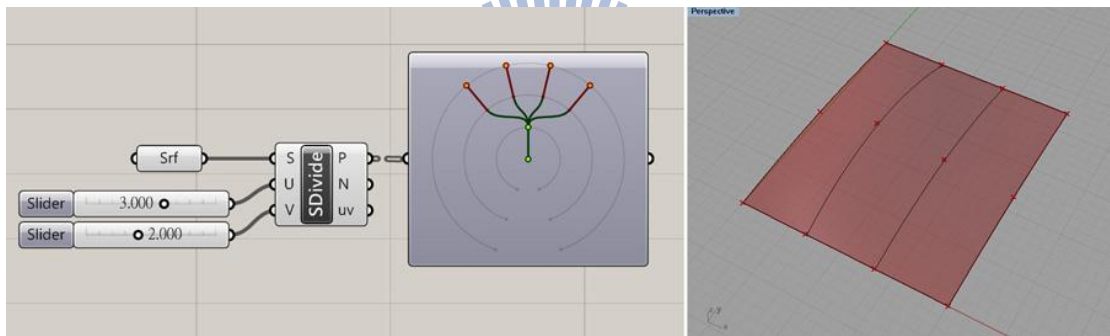 Perspective
Srf
S P
U N
V uv
SDivide
Slider 3.000
Slider 2.000
z y
x